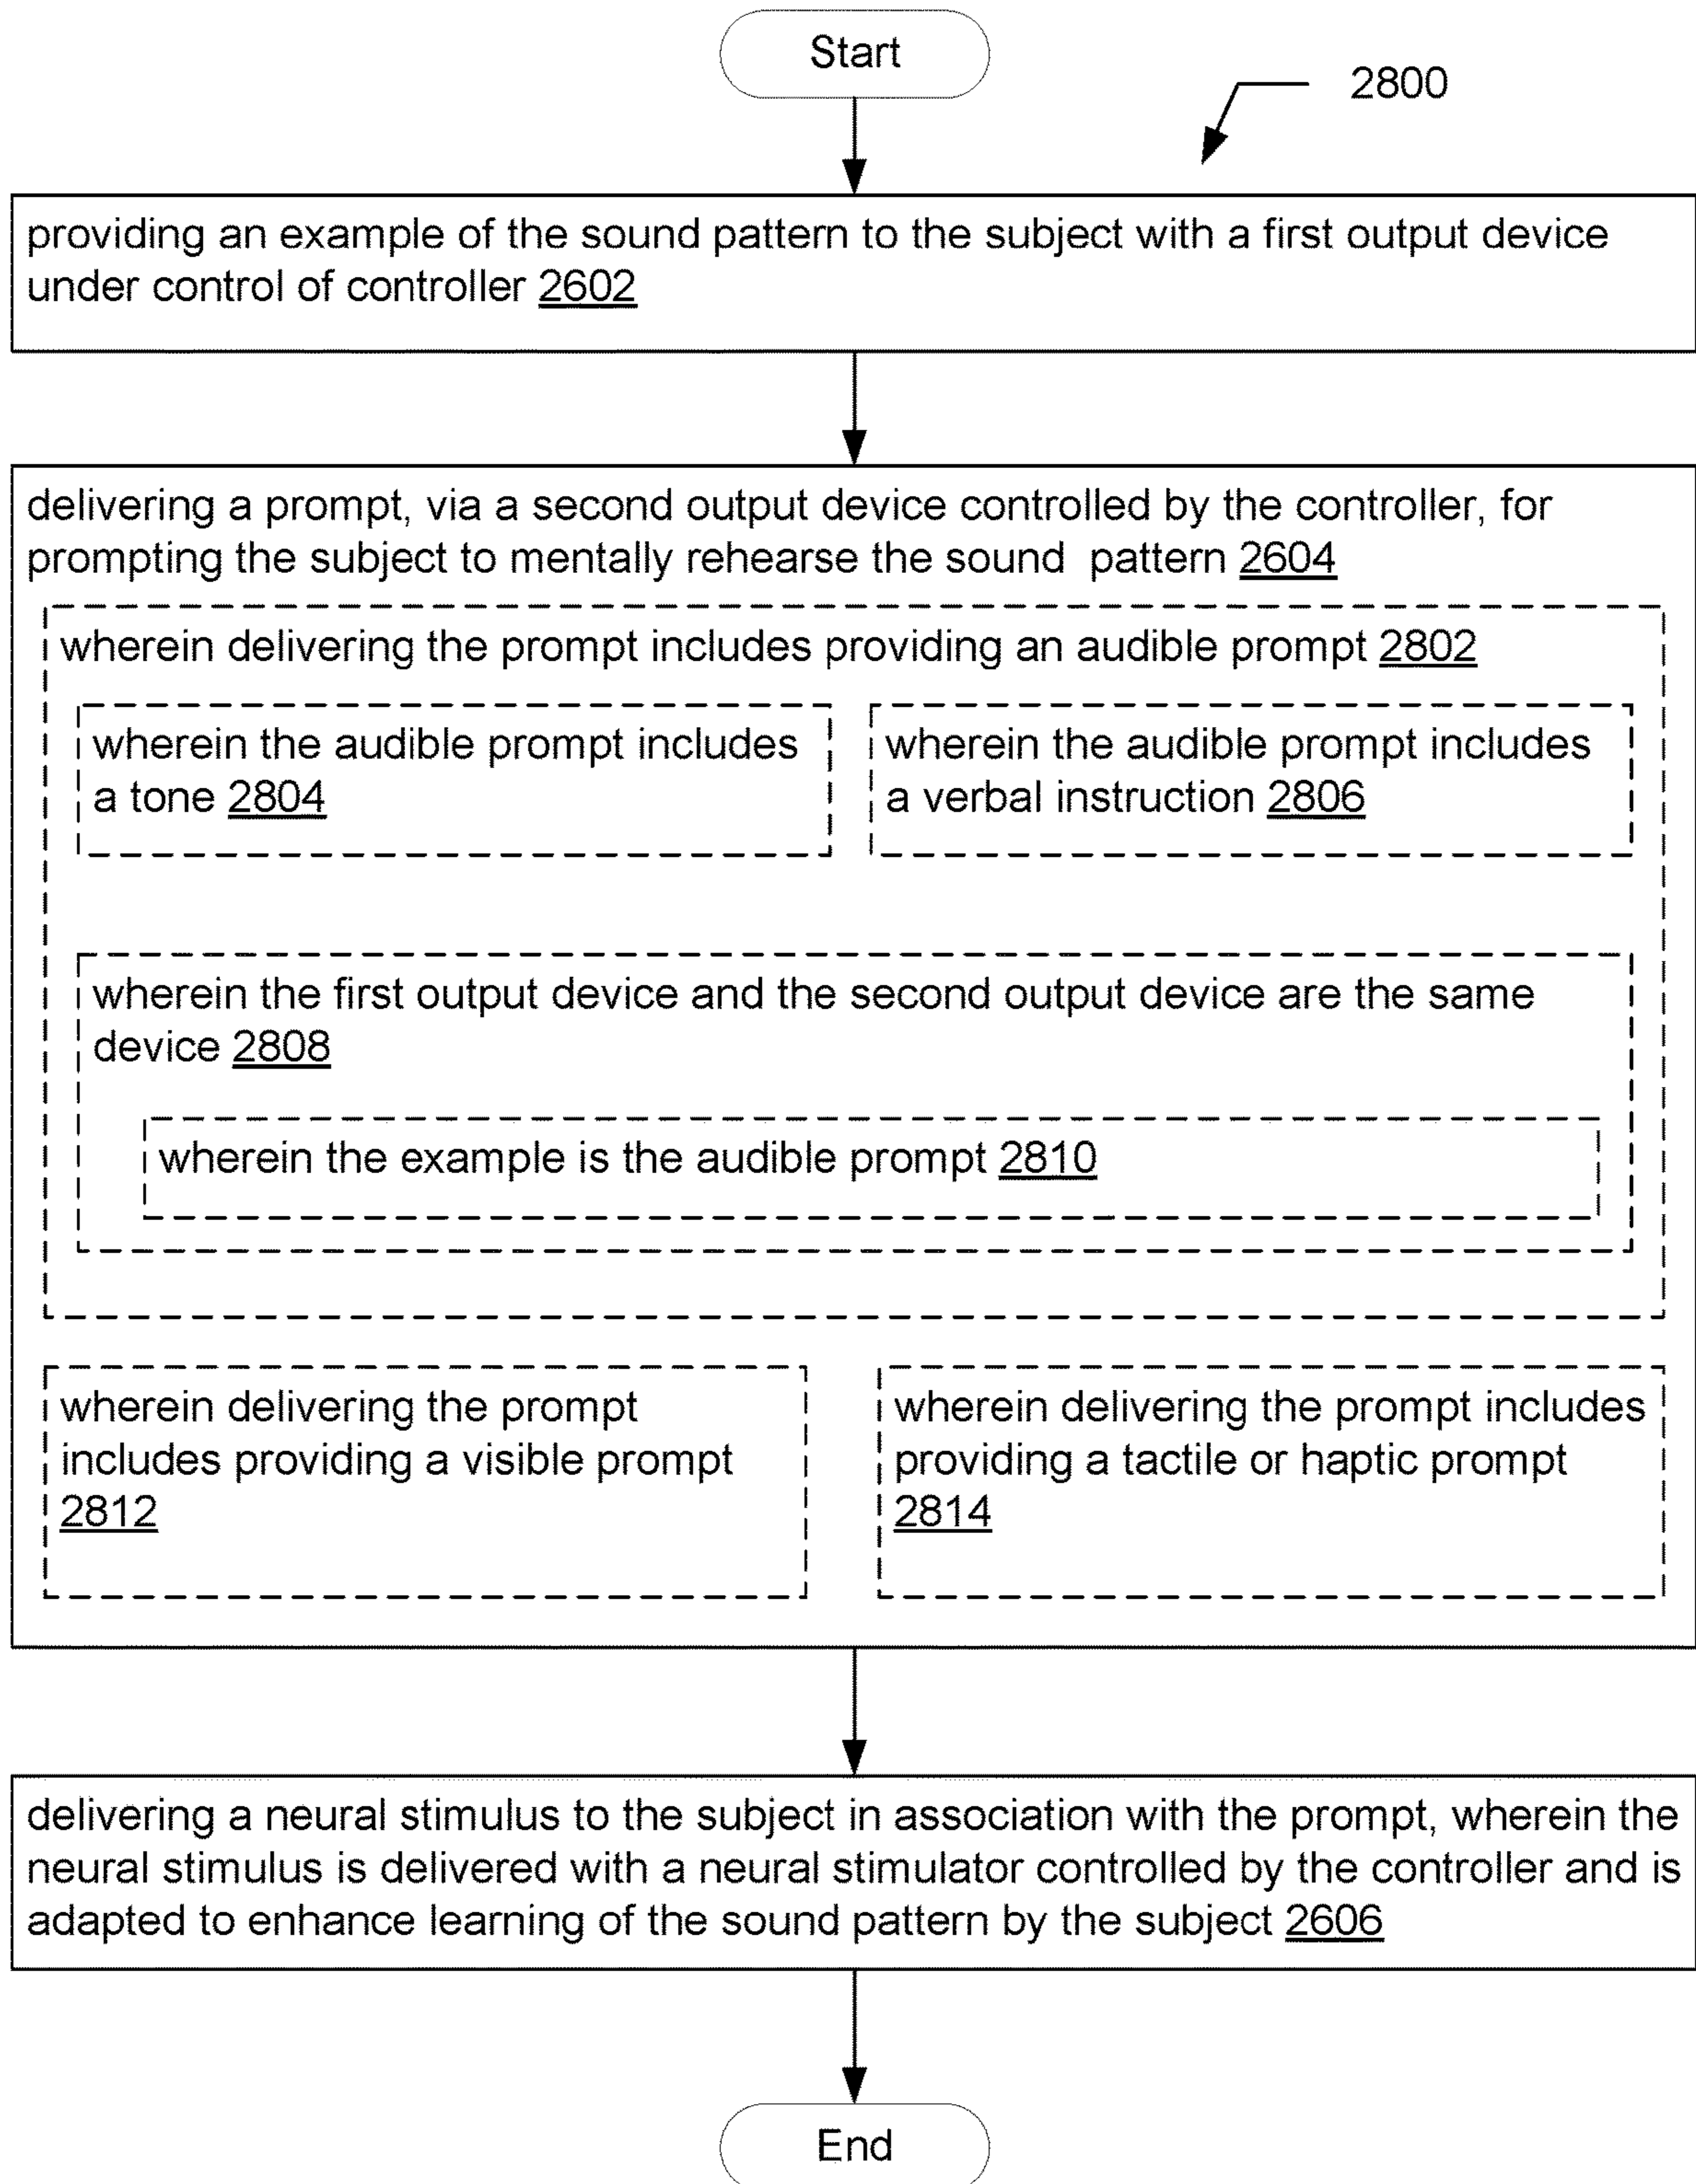 Start
2800
providing an example of the sound pattern to the subject with a first output device
under control of controller 2602
delivering a prompt, via a second output device controlled by the controller, for
prompting the subject to mentally rehearse the sound pattern 2604
wherein delivering the prompt includes providing an audible prompt 2802
wherein the audible prompt includes
a tone 2804
wherein the audible prompt includes
a verbal instruction 2806
wherein the first output device and the second output device are the same
device 2808
wherein the example is the audible prompt 2810
wherein delivering the prompt
includes providing a visible prompt
2812
wherein delivering the prompt includes
providing a tactile or haptic prompt
2814
delivering a neural stimulus to the subject in association with the prompt, wherein the
neural stimulus is delivered with a neural stimulator controlled by the controller and is
adapted to enhance learning of the sound pattern by the subject 2606
End